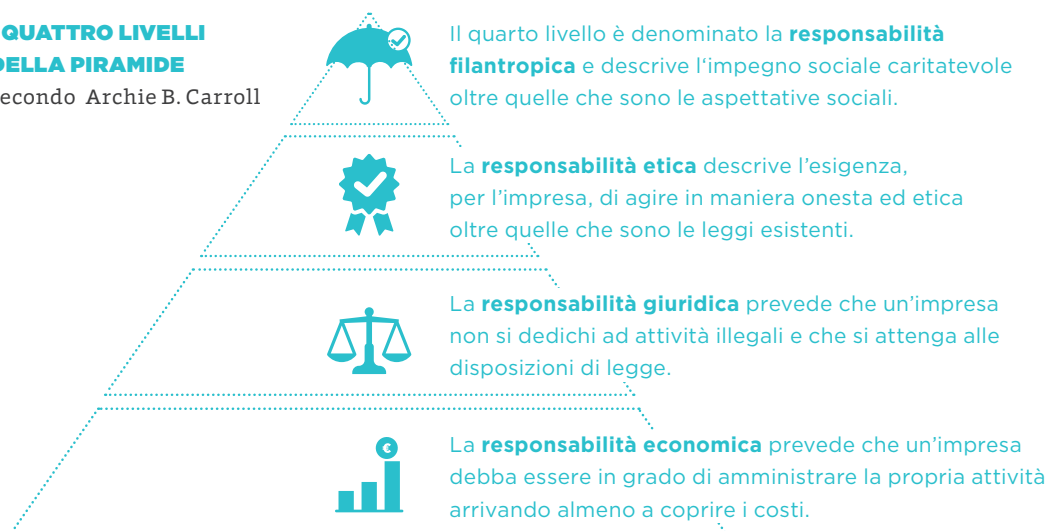 QUATTRO LIVELLI
DELLA PIRAMIDE
secondo Archie B. Carroll
Il quarto livello è denominato la responsabilità
filantropica e descrive l‘impegno sociale caritatevole
oltre quelle che sono le aspettative sociali.
La responsabilità etica descrive l’esigenza,
per l’impresa, di agire in maniera onesta ed etica
oltre quelle che sono le leggi esistenti.
La responsabilità giuridica prevede che un’impresa
non si dedichi ad attività illegali e che si attenga alle
disposizioni di legge.
€
La responsabilità economica prevede che un’impresa
debba essere in grado di amministrare la propria attività
arrivando almeno a coprire i costi.